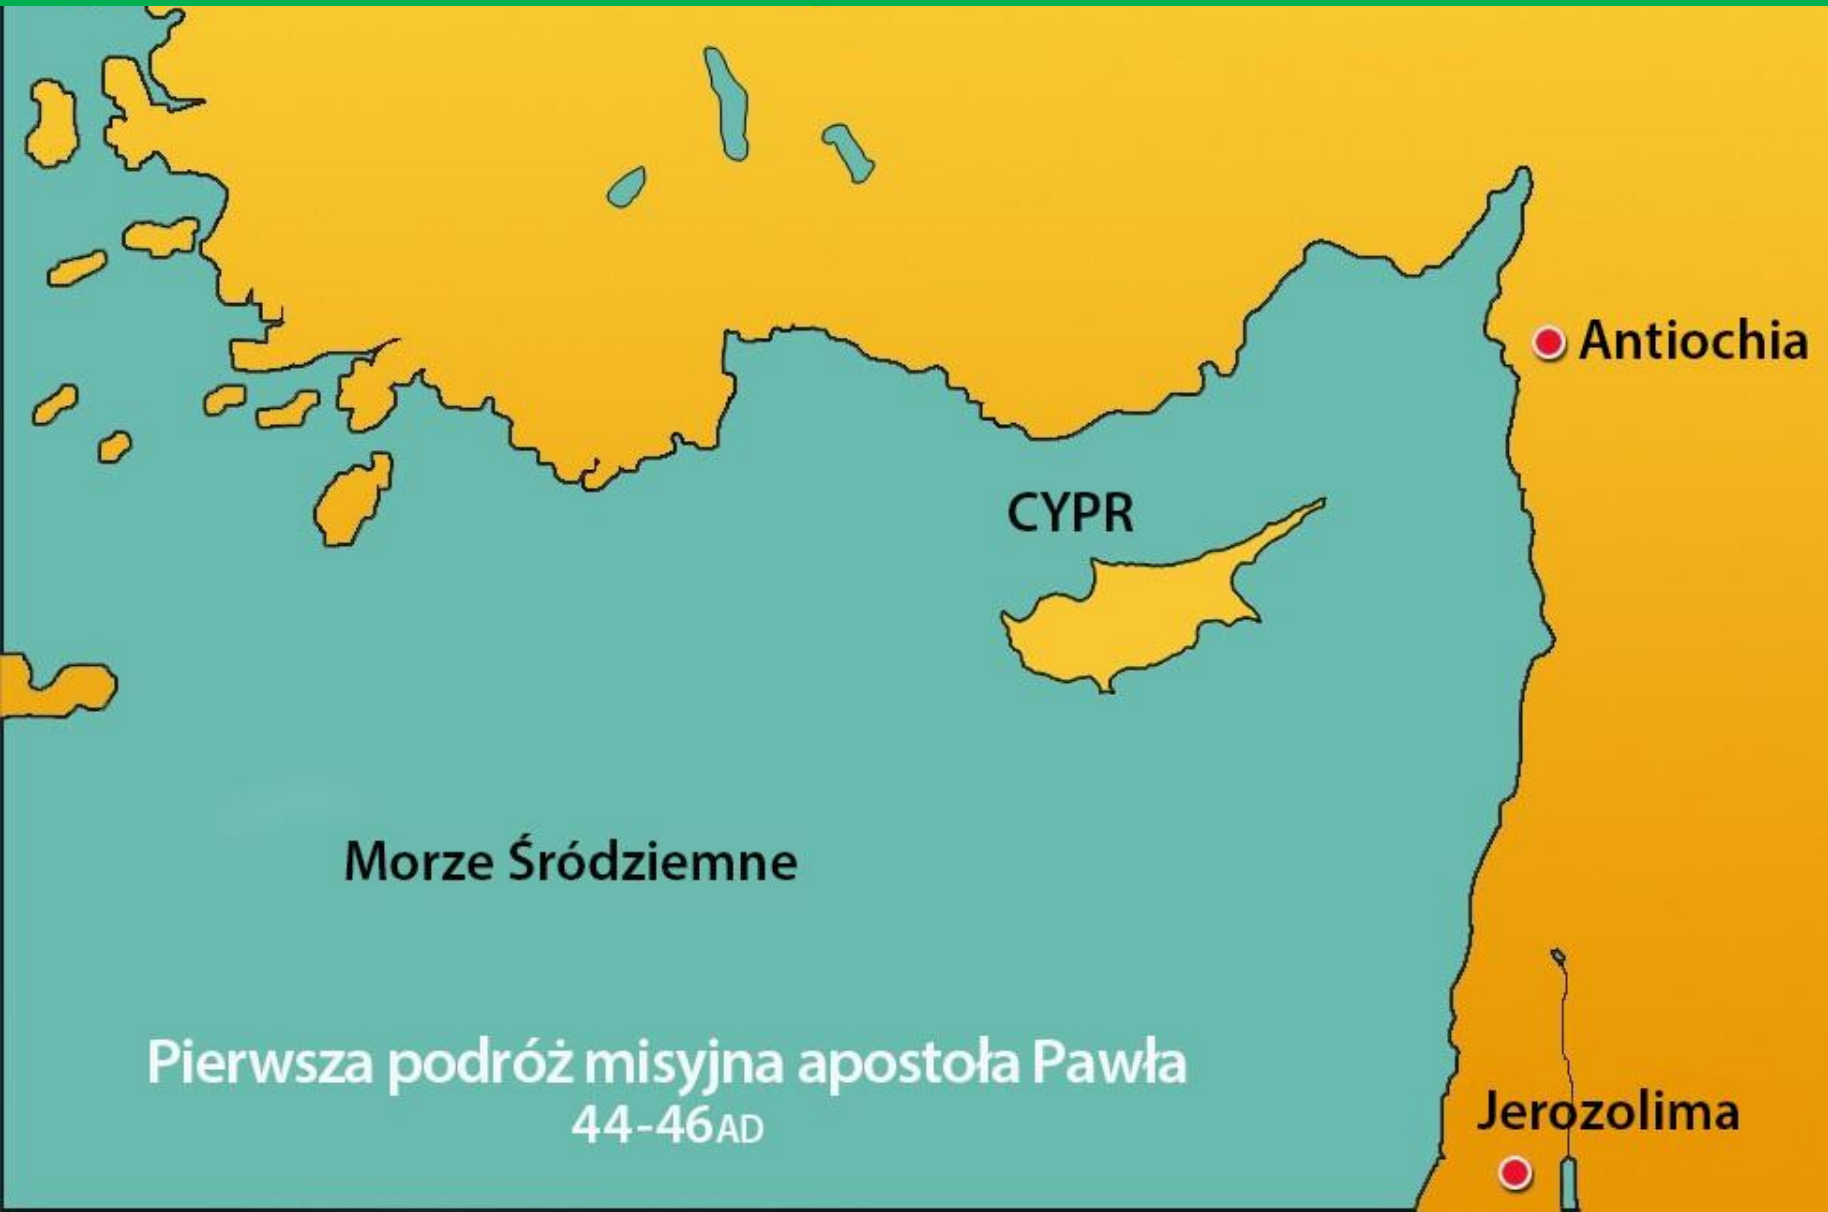 Antiochia
CYPR
Morze Śródziemne
Pierwsza podróż misyjna apostoła Pawła
44-46AD
Jerozolima